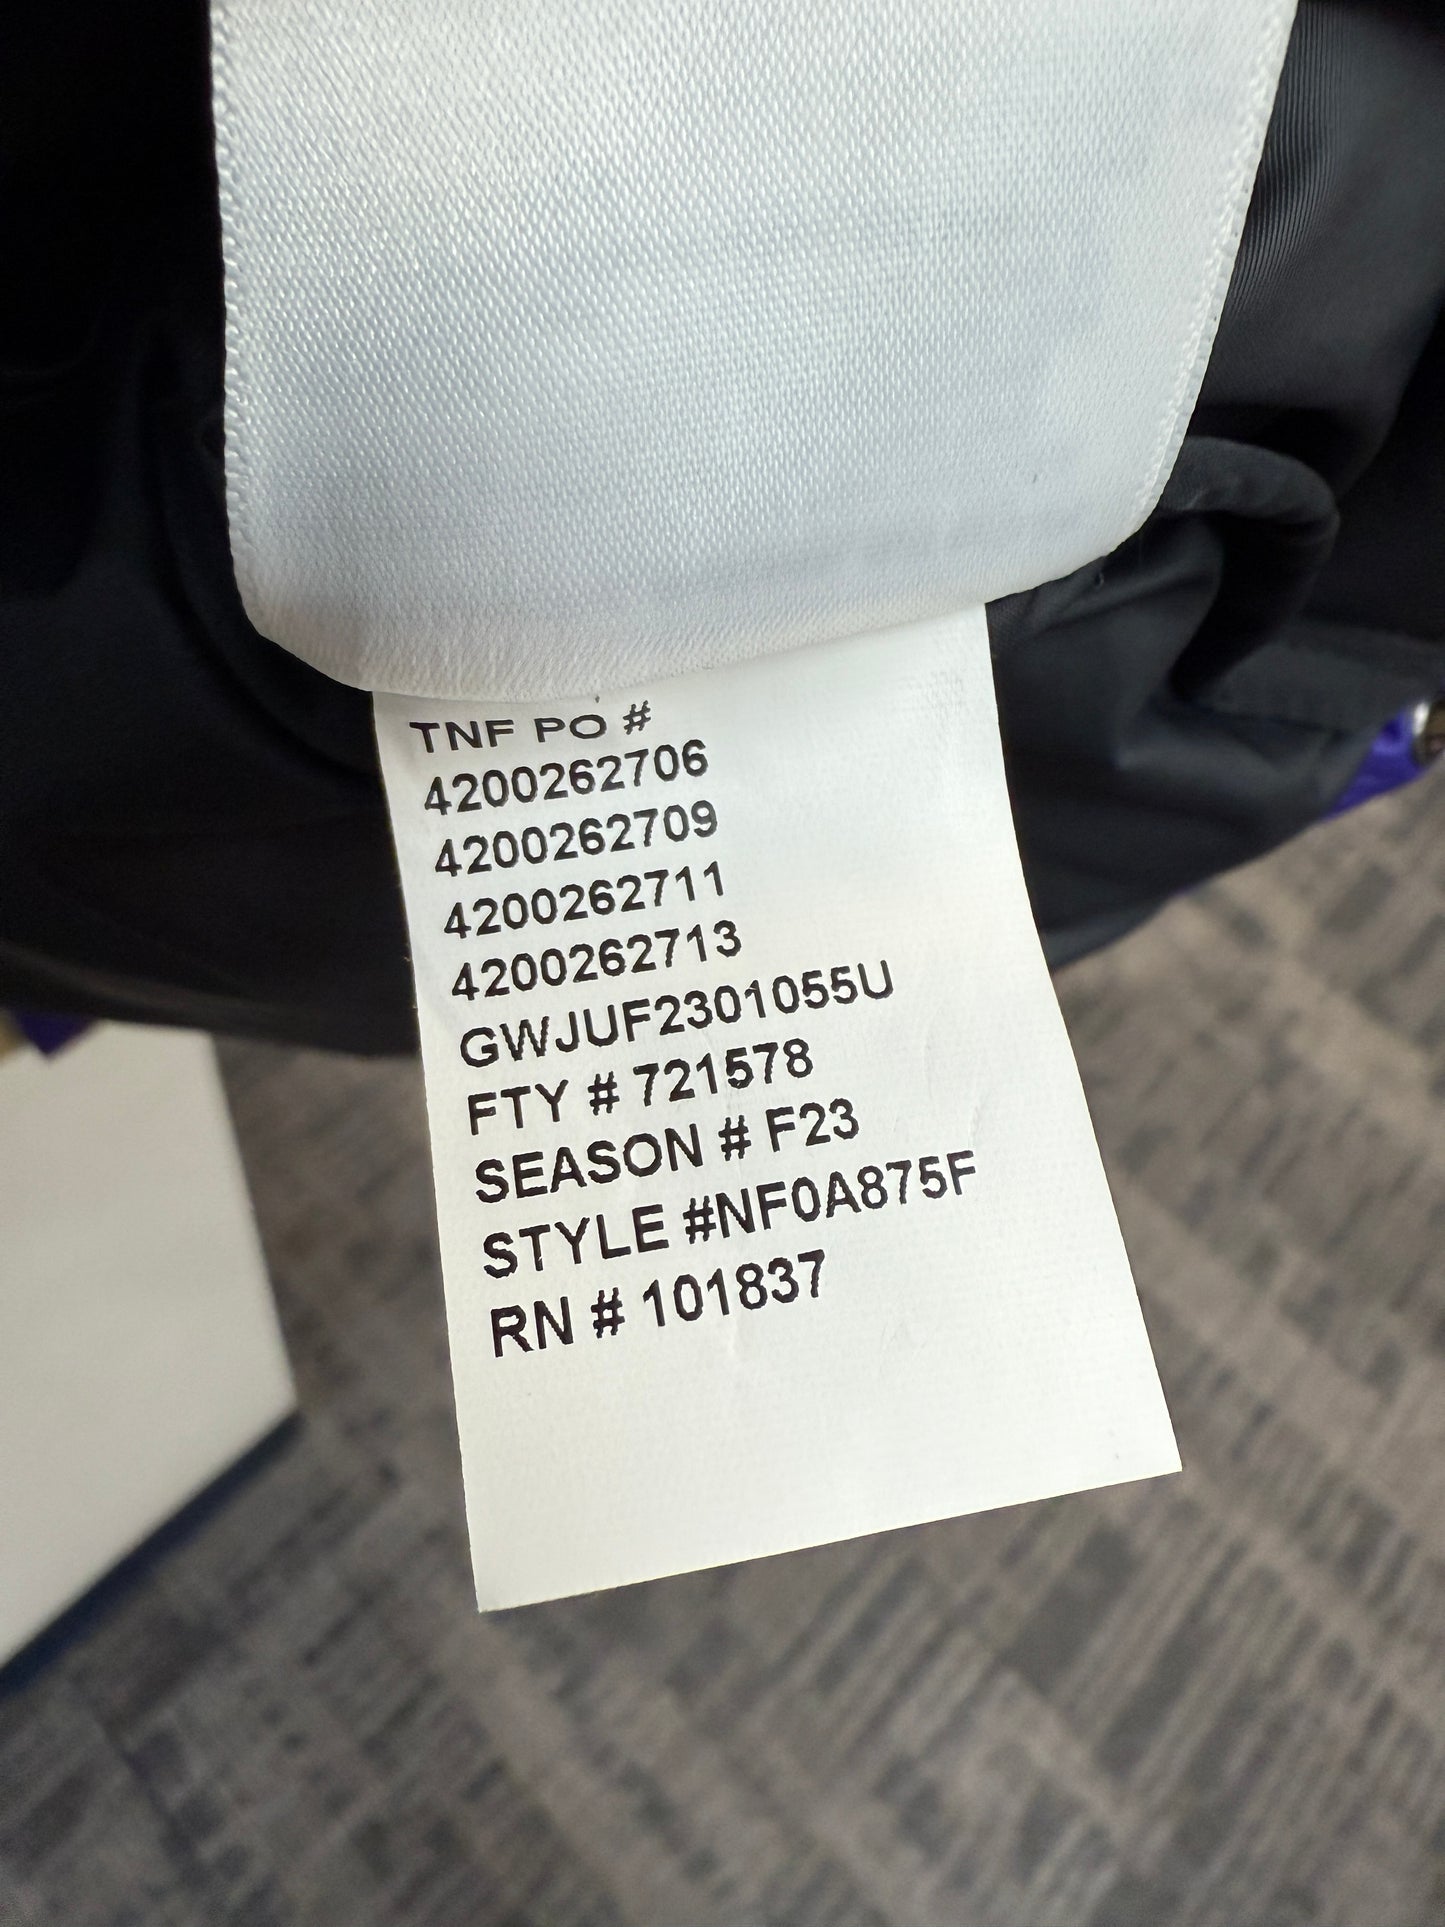 TNF PO #
4200262706
4200262709
4200262711
4200262713
GWJUF2301055U
FTY # 721578
SEASON # F23
STYLE #NF0A875F
RN # 101837